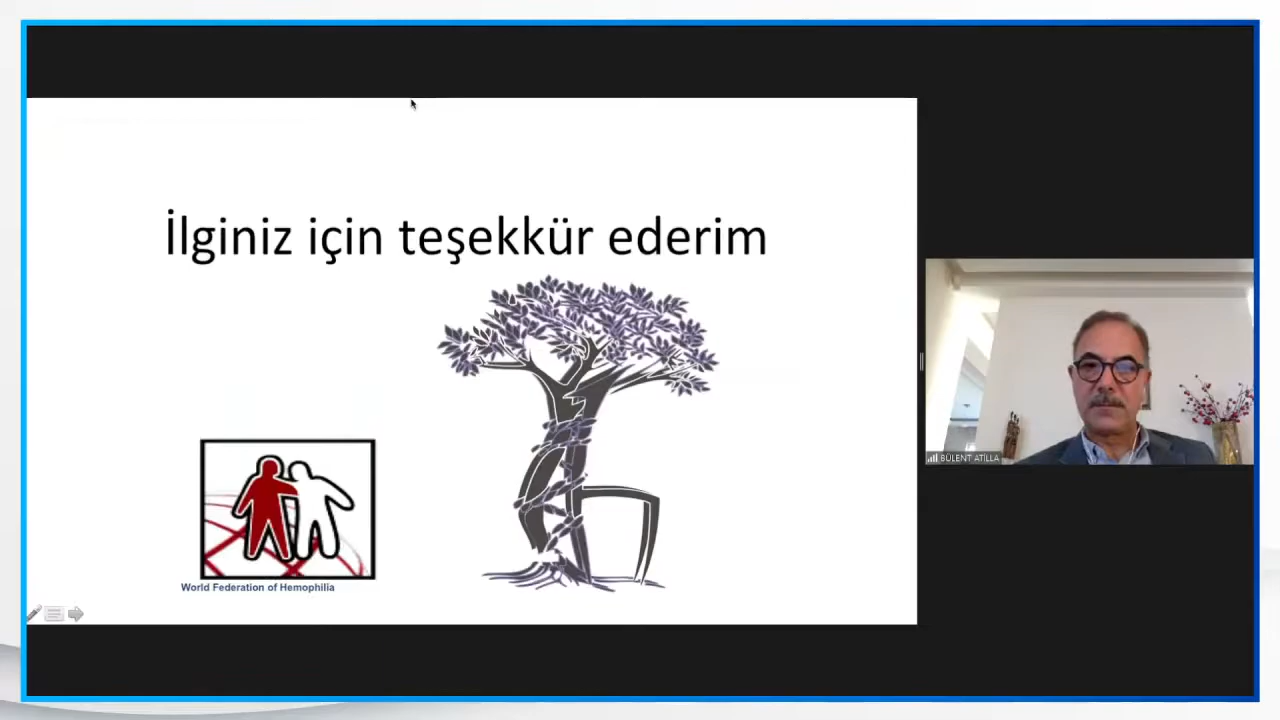 İlginiz için teşekkür ederim
World Federation of Hemophilia
BÜLENT ATİLLA